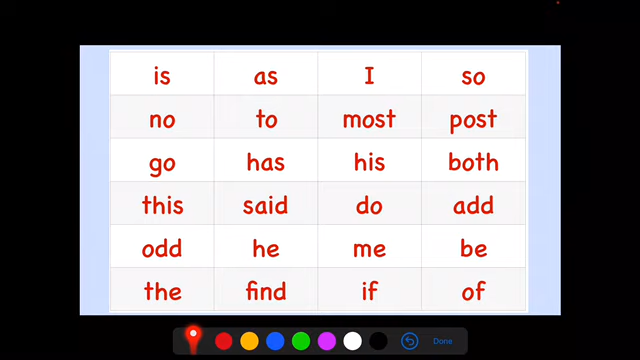 is as I so
no to most post
go has his both
this said do add
odd he me be
the find if of
Done